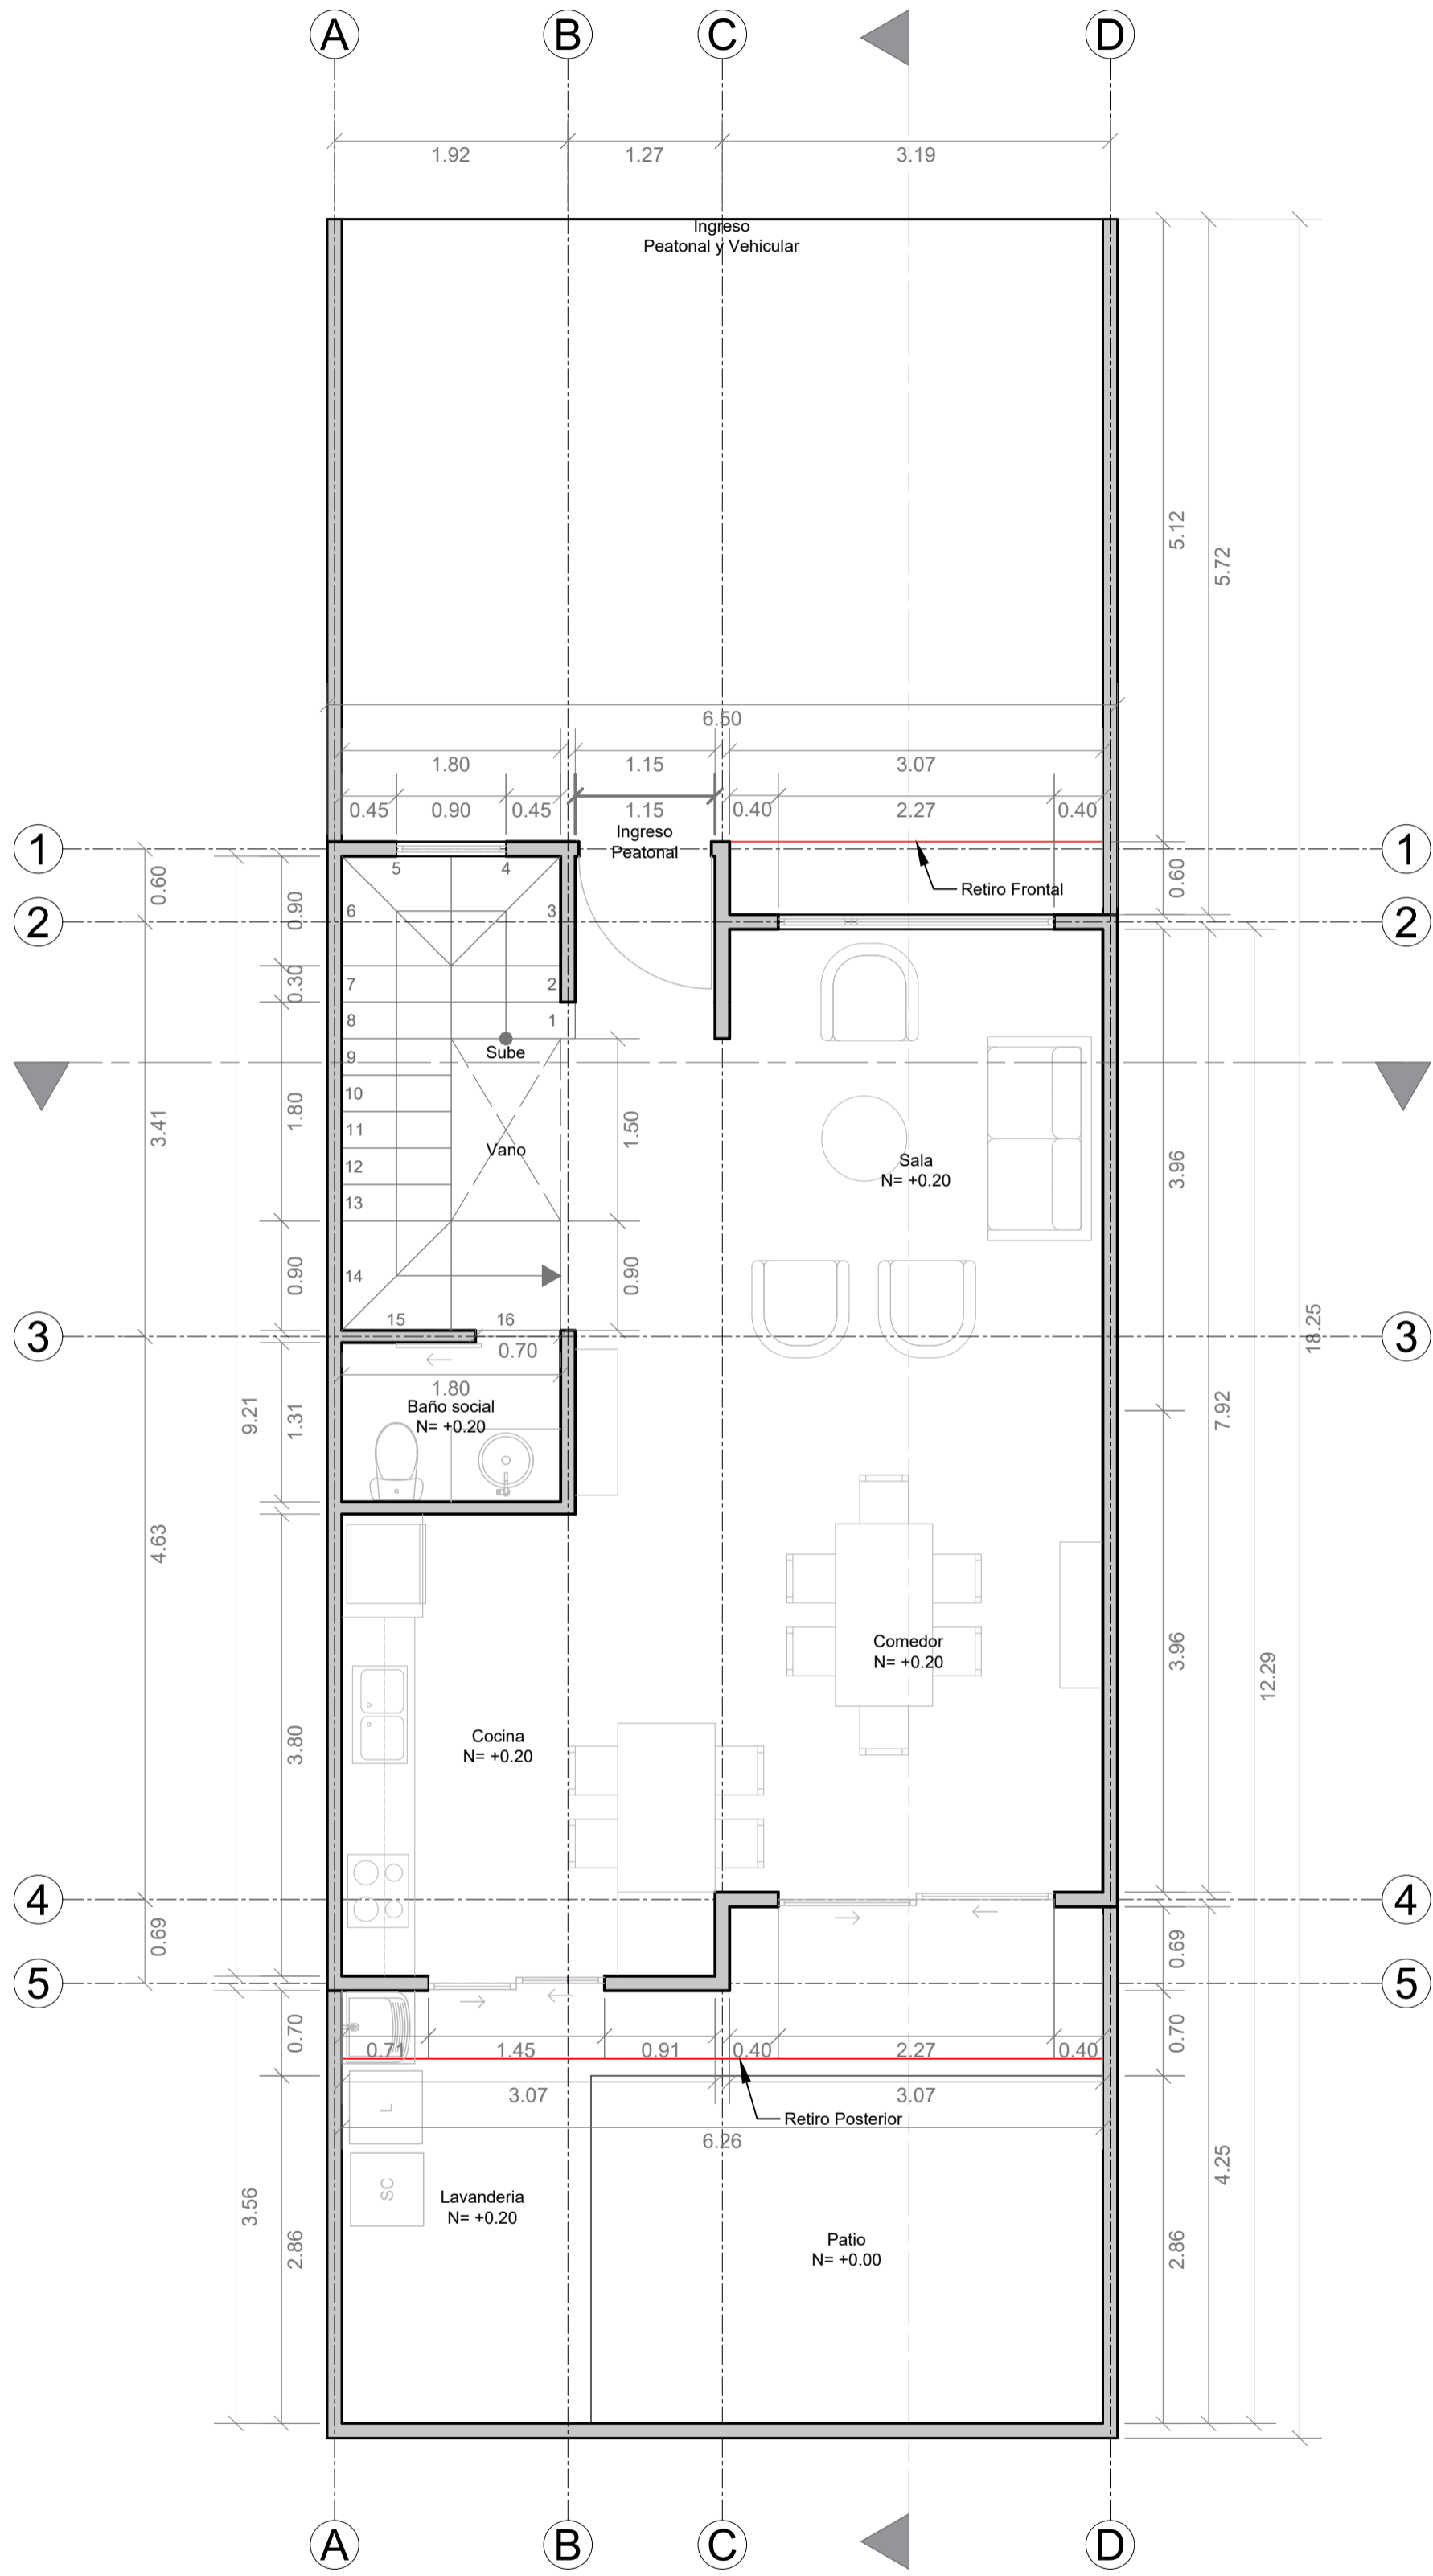 A B C D
1.92 1.27 3.19
Ingreso
Peatonal y Vehicular
5.12
5.72
6.50
1.80 1.15 3.07
0.45 0.90 0.45 1.15 0.40 2.27 0.40
Ingreso
Peatonal
1 5 4 1
0.60 0.90 Retiro Frontal 0.60
2 6 3 2
0.30 7 2
8 1
Sube
9
10
3.41 1.80 11 1.50
Vano
12
13
Sala
N= +0.20
3.96
0.90 14 0.90
15 16
18.25
3 3
0.70
1.80
Baño social
N= +0.20
9.21 1.31 7.92
4.63
Comedor
N= +0.20
3.96
12.29
Cocina
N= +0.20
3.80
4 4
0.69 0.69
5 5
0.70 0.70
0.71 1.45 0.91 0.40 2.27 0.40
3.07 3.07
L
Retiro Posterior
6.26
4.25
SC
Lavanderia
N= +0.20
3.56
2.86 2.86
Patio
N= +0.00
A B C D